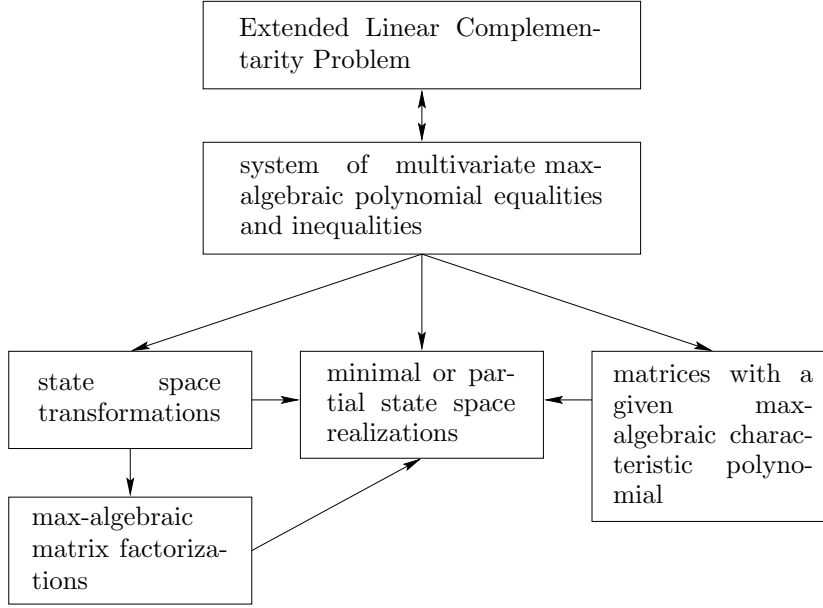 Extended Linear Complemen-
tarity Problem
system of multivariate max-
algebraic polynomial equalities
and inequalities
state space
transformations
minimal or par-
tial state space
realizations
matrices with a
given max-
algebraic charac-
teristic polyno-
mial
max-algebraic
matrix factoriza-
tions